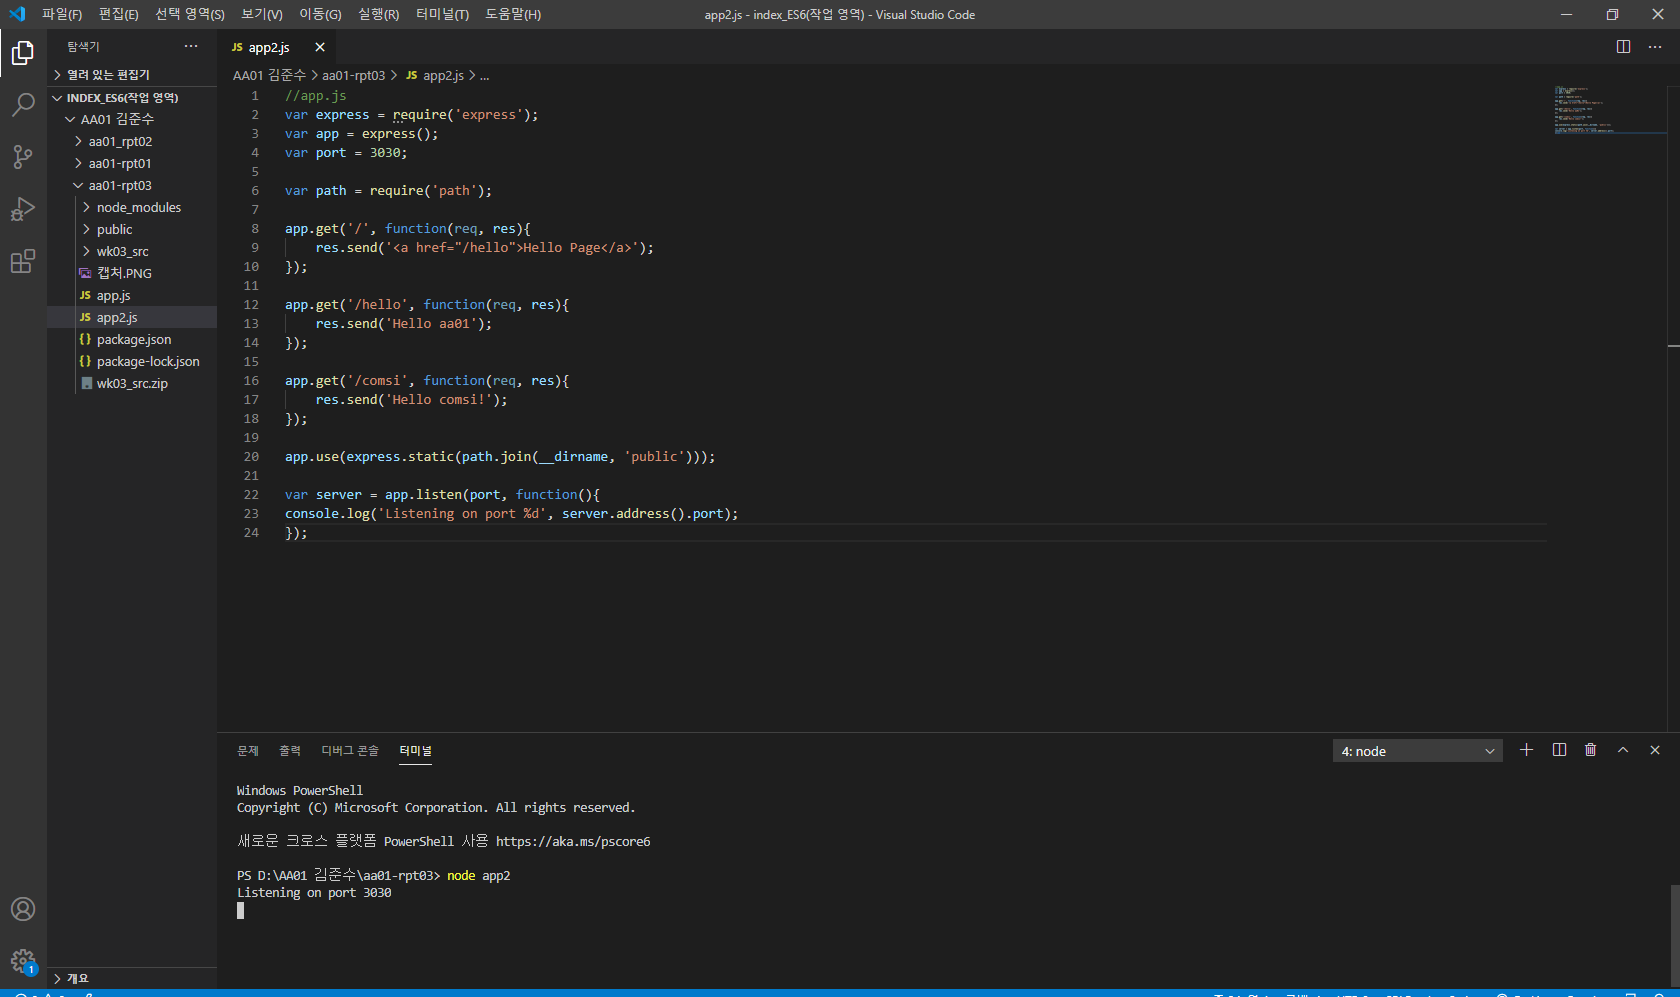 파일(F) 편집(E) 선택 영역(S) 보기(V) 이동(G) 실행(R) 터미널(T) 도움말(H) app2.js - index_ES6(작업 영역) - Visual Studio Code
탐색기
열려 있는 편집기
INDEX_ES6(작업 영역)
AA01 김준수
aa01_rpt02
aa01-rpt01
aa01-rpt03
node_modules
public
wk03_src
캡처.PNG
JS app.js
JS app2.js
{} package.json
{} package-lock.json
wk03_src.zip
개요
1
JS app2.js
AA01 김준수 > aa01-rpt03 > JS app2.js > ...
1 //app.js
2 var express = require('express');
3 var app = express();
4 var port = 3030;
5
6 var path = require('path');
7
8 app.get('/', function(req, res){
9     res.send('<a href="/hello">Hello Page</a>');
10 });
11
12 app.get('/hello', function(req, res){
13     res.send('Hello aa01');
14 });
15
16 app.get('/comsi', function(req, res){
17     res.send('Hello comsi!');
18 });
19
20 app.use(express.static(path.join(__dirname, 'public')));
21
22 var server = app.listen(port, function(){
23 console.log('Listening on port %d', server.address().port);
24 });
문제 출력 디버그 콘솔 터미널 4: node
Windows PowerShell
Copyright (C) Microsoft Corporation. All rights reserved.
새로운 크로스 플랫폼 PowerShell 사용 https://aka.ms/pscore6
PS D:\AA01 김준수\aa01-rpt03> node app2
Listening on port 3030